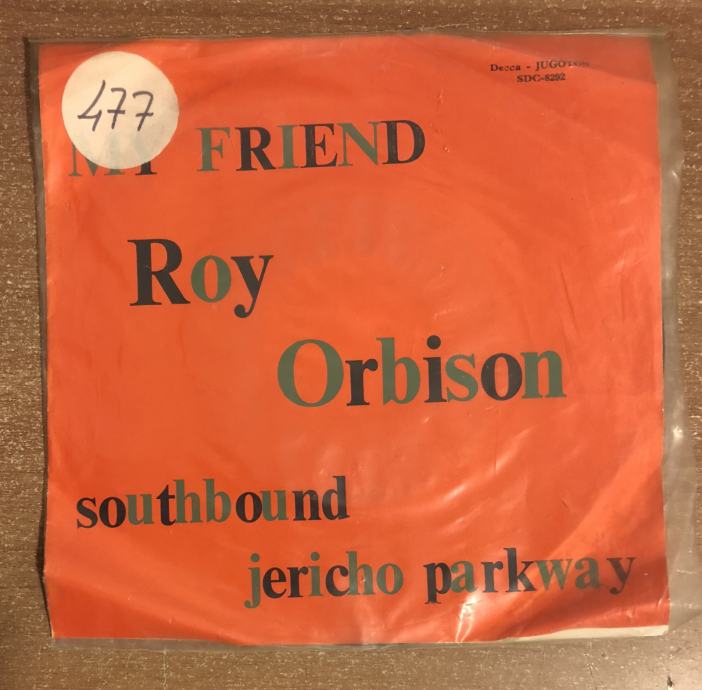 Decca - JUGOTON
SDC-8292
477
MY FRIEND
Roy
Orbison
southbound
jericho parkway